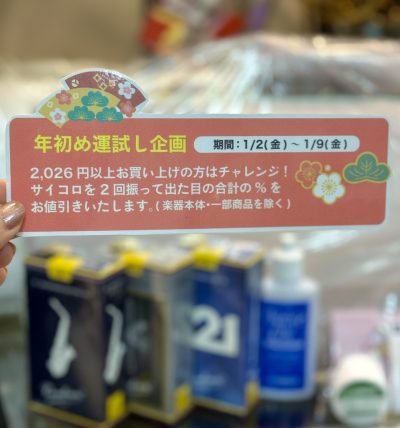 年初め運試し企画
期間：1/2(金)～1/9(金)
2,026円以上お買い上げの方はチャレンジ！
サイコロを2回振って出た目の合計の％を
お値引きいたします。(楽器本体・一部商品を除く)
21